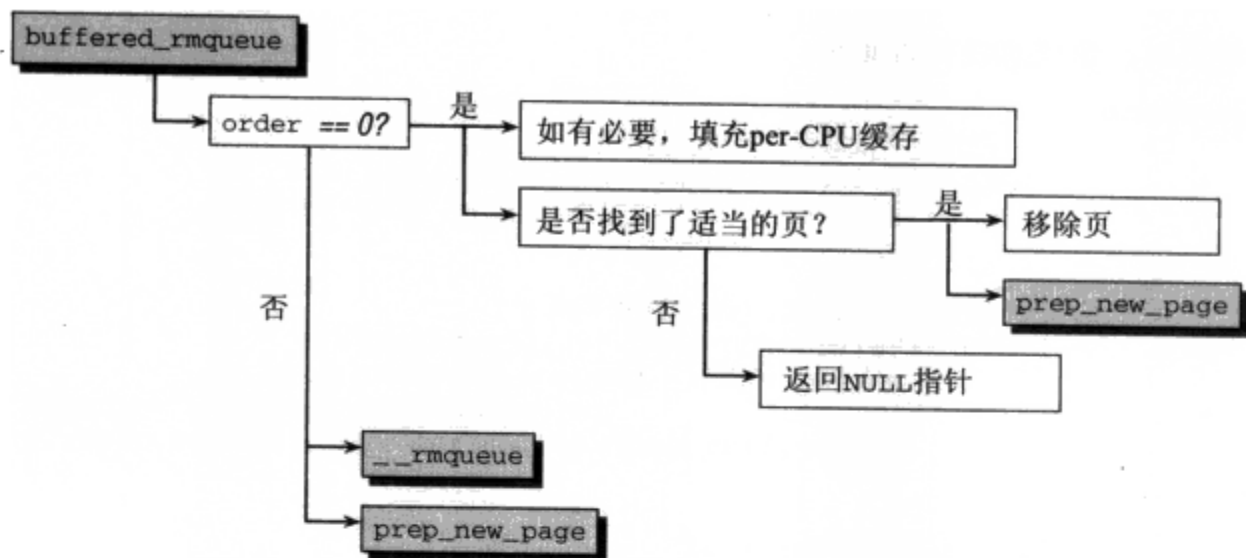 buffered_rmqueue
order == 0?
是
如有必要，填充per-CPU缓存
是否找到了适当的页？
是
移除页
prep_new_page
否
否
返回NULL指针
__rmqueue
prep_new_page